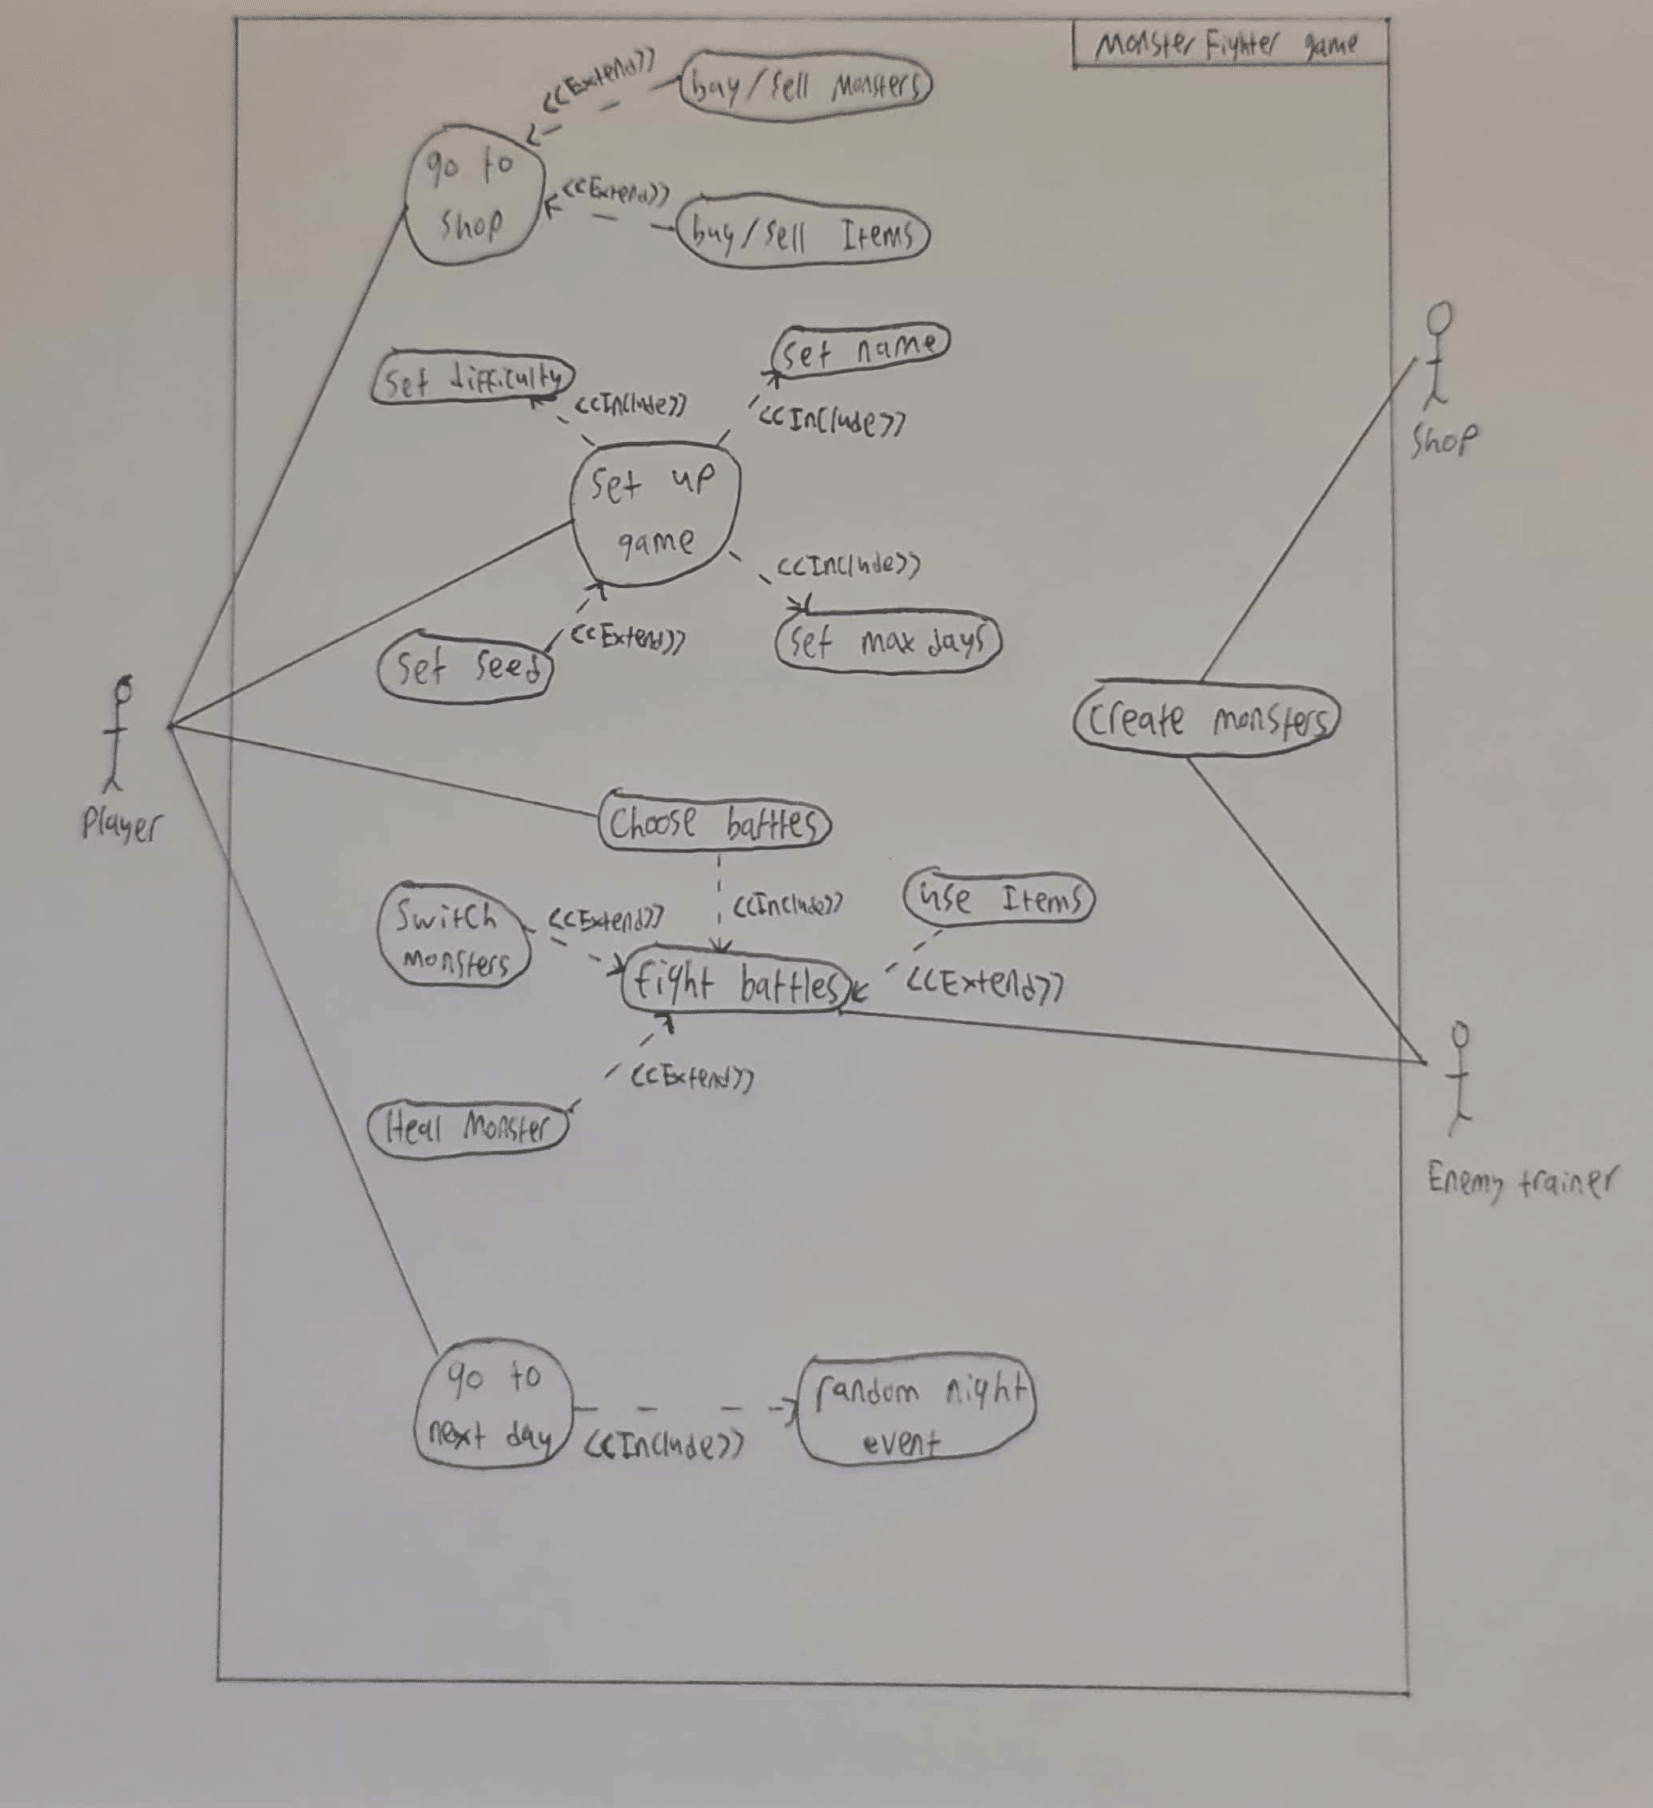 Monster Fighter game
<<Extend>>
buy/sell Monsters
go to
shop
<<Extend>>
buy/sell Items
set name
set difficulty
<<Include>>
<<Include>>
set up
game
<<Include>>
<<Extend>>
set seed
set max days
shop
create monsters
player
choose battles
<<Include>>
use Items
switch
monsters
<<Extend>>
fight battles
<<Extend>>
<<Extend>>
Heal Monster
Enemy trainer
go to
next day
<<Include>>
random night
event